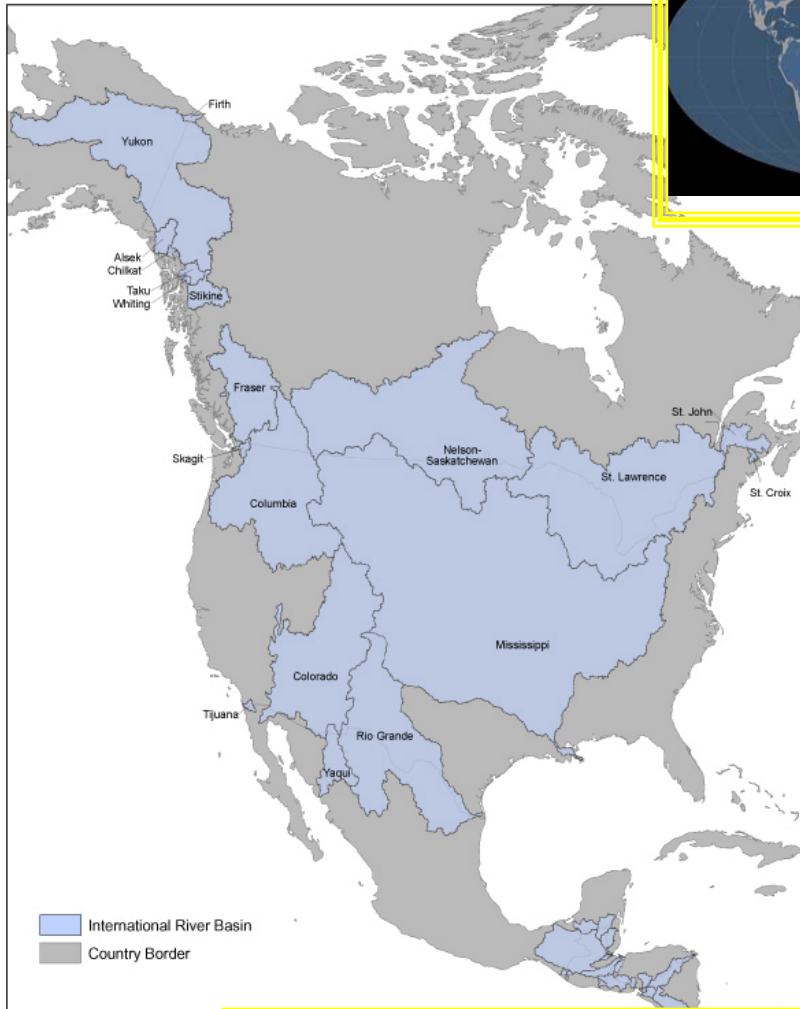 Firth
Yukon
Alsek
Chilkat
Taku
Whiting
Stikine
Fraser
St. John
Skagit
Nelson-
Saskatchewan
St. Lawrence
St. Croix
Columbia
Mississippi
Colorado
Tijuana
Rio Grande
Yaqui
International River Basin
Country Border